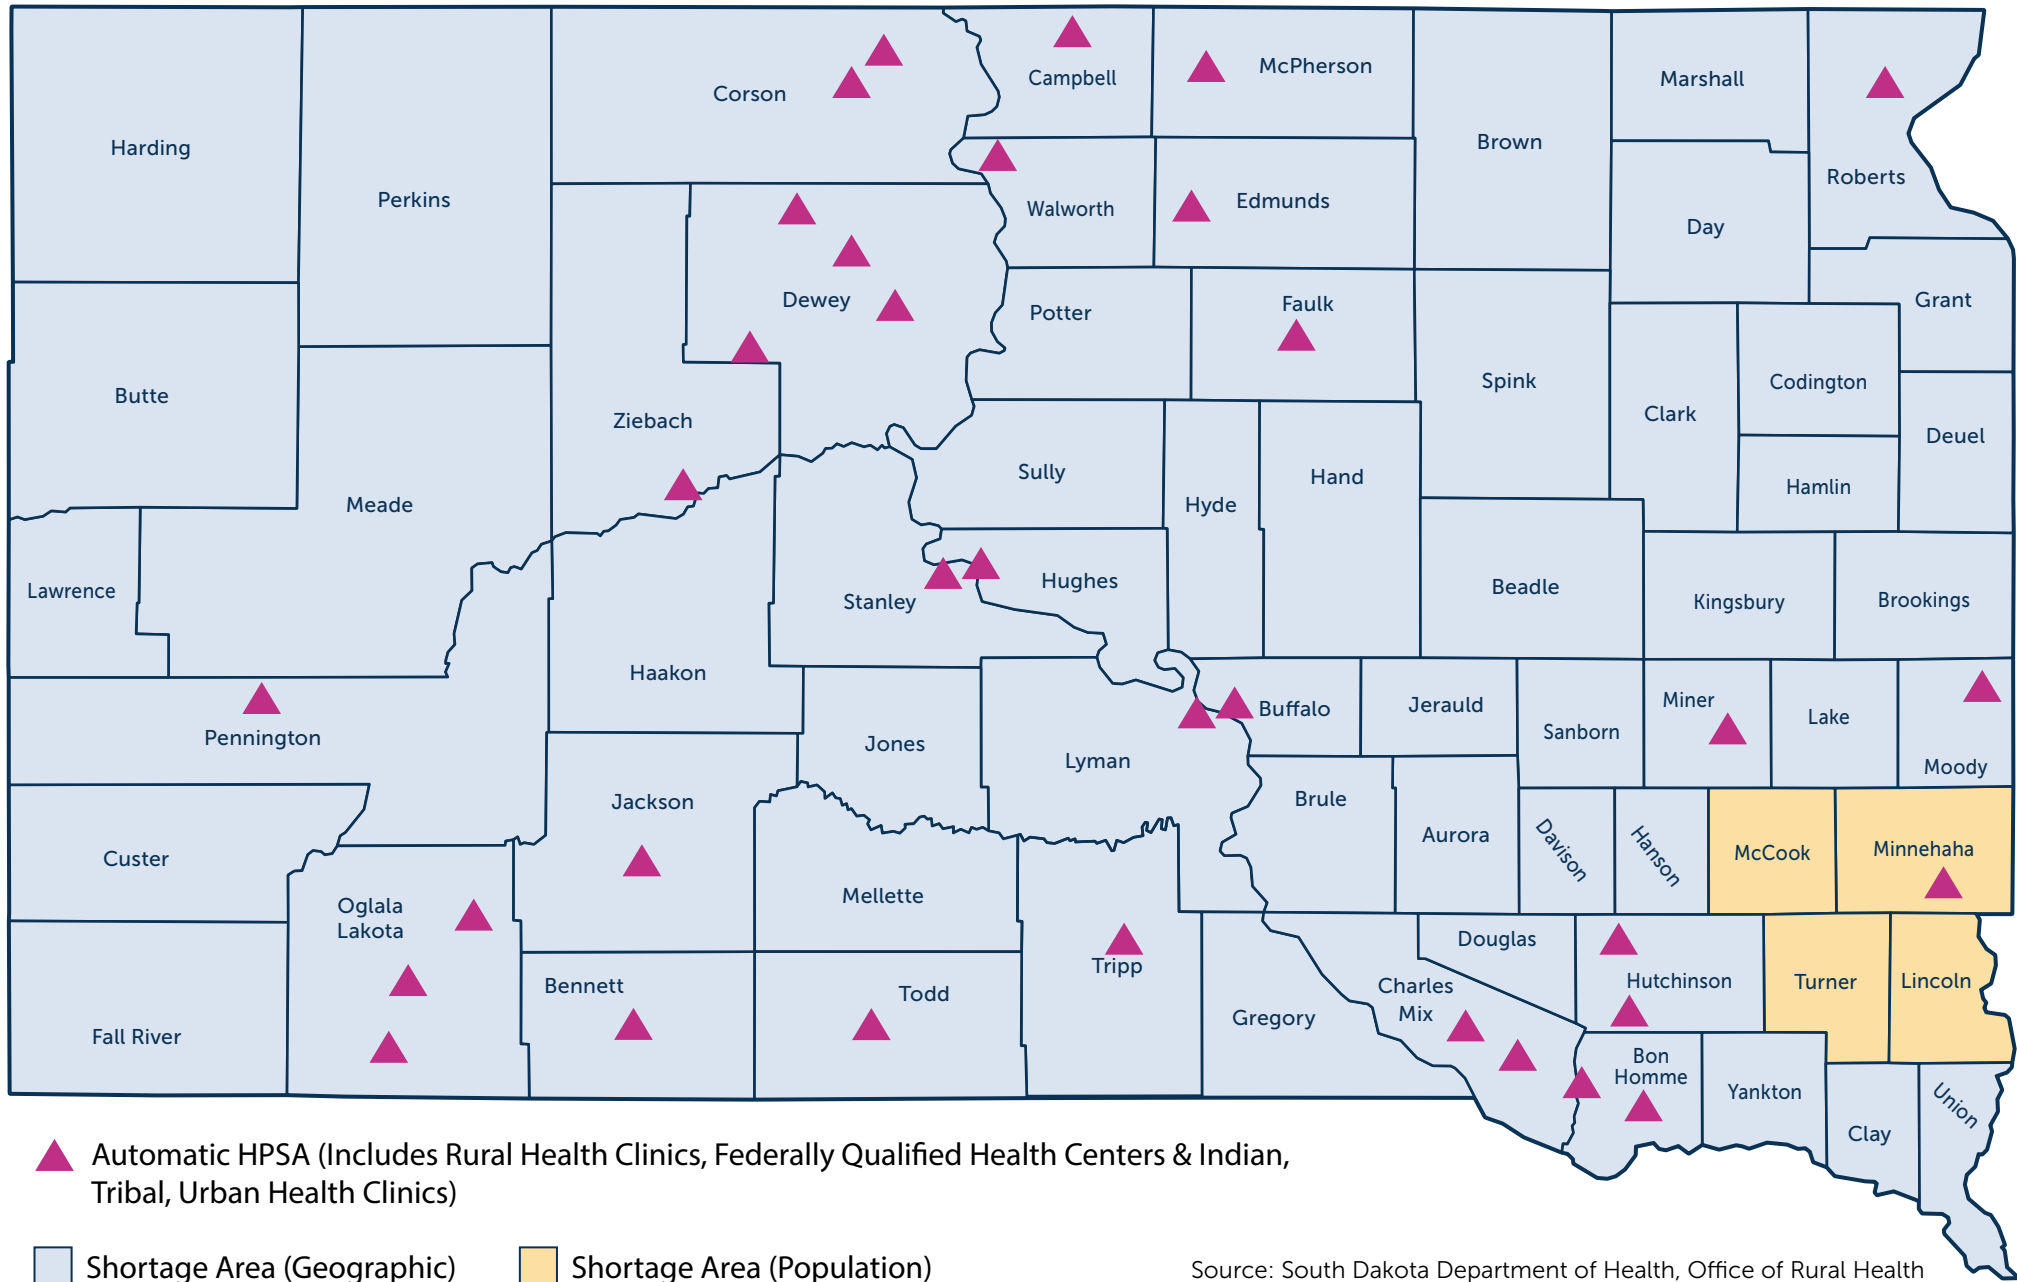 Campbell
McPherson
Marshall
Corson
Brown
Harding
Roberts
Perkins
Walworth
Edmunds
Day
Dewey
Potter
Faulk
Grant
Butte
Spink
Codington
Ziebach
Clark
Deuel
Meade
Sully
Hand
Hamlin
Hyde
Lawrence
Hughes
Beadle
Stanley
Kingsbury
Brookings
Haakon
Pennington
Jones
Lyman
Buffalo
Jerauld
Sanborn
Miner
Lake
Moody
Jackson
Brule
Custer
Aurora
Davison
Hanson
McCook
Minnehaha
Oglala
Lakota
Mellette
Tripp
Douglas
Hutchinson
Turner
Lincoln
Bennett
Todd
Charles
Mix
Gregory
Fall River
Bon
Homme
Yankton
Clay
Union
Automatic HPSA (Includes Rural Health Clinics, Federally Qualified Health Centers & Indian,
Tribal, Urban Health Clinics)
Shortage Area (Geographic)
Shortage Area (Population)
Source: South Dakota Department of Health, Office of Rural Health